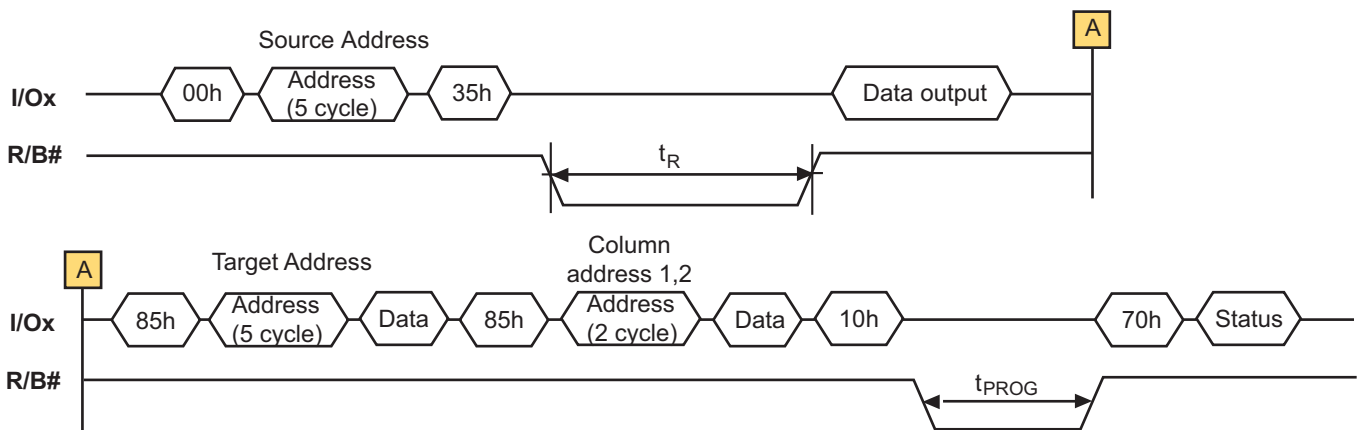 Source Address
A
I/Ox
00h
Address
(5 cycle)
35h
Data output
R/B#
tR
A
Target Address
Column
address 1,2
I/Ox
85h
Address
(5 cycle)
Data
85h
Address
(2 cycle)
Data
10h
70h
Status
R/B#
tPROG